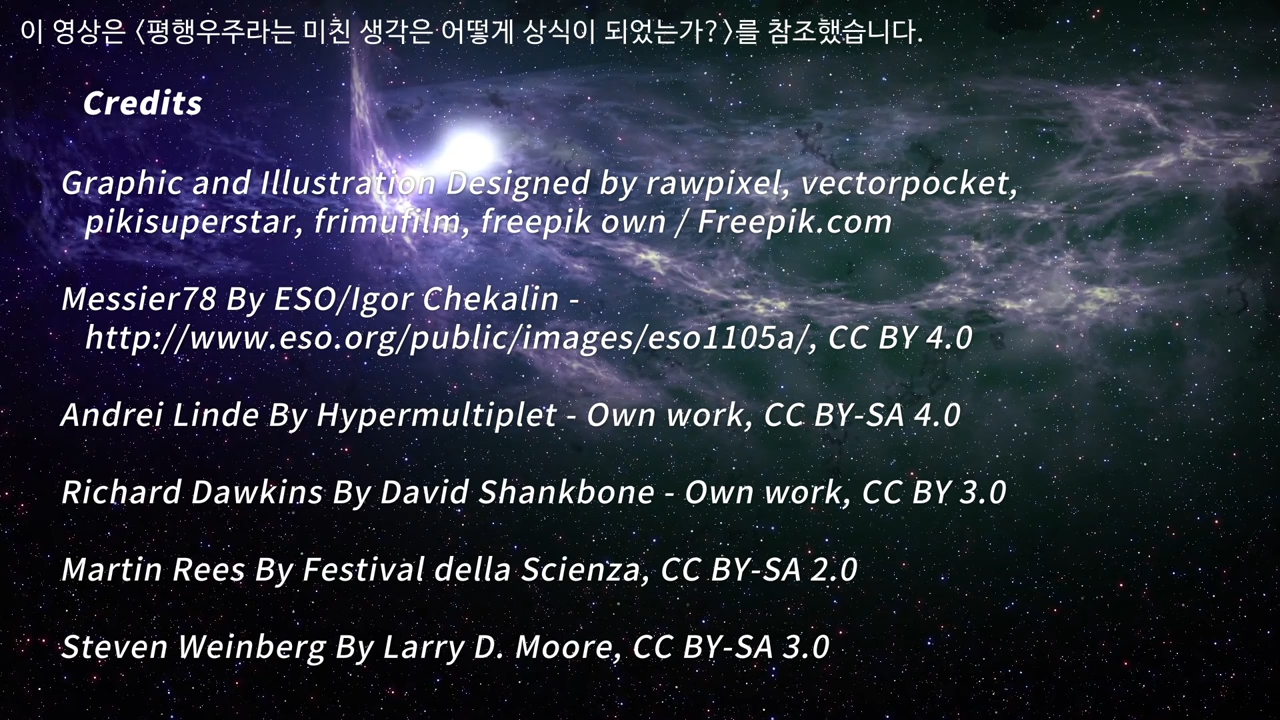 이 영상은 〈평행우주라는 미친 생각은 어떻게 상식이 되었는가?〉를 참조했습니다.
Credits
Graphic and Illustration Designed by rawpixel, vectorpocket,
pikisuperstar, frimufilm, freepik own / Freepik.com
Messier78 By ESO/Igor Chekalin -
http://www.eso.org/public/images/eso1105a/, CC BY 4.0
Andrei Linde By Hypermultiplet - Own work, CC BY-SA 4.0
Richard Dawkins By David Shankbone - Own work, CC BY 3.0
Martin Rees By Festival della Scienza, CC BY-SA 2.0
Steven Weinberg By Larry D. Moore, CC BY-SA 3.0